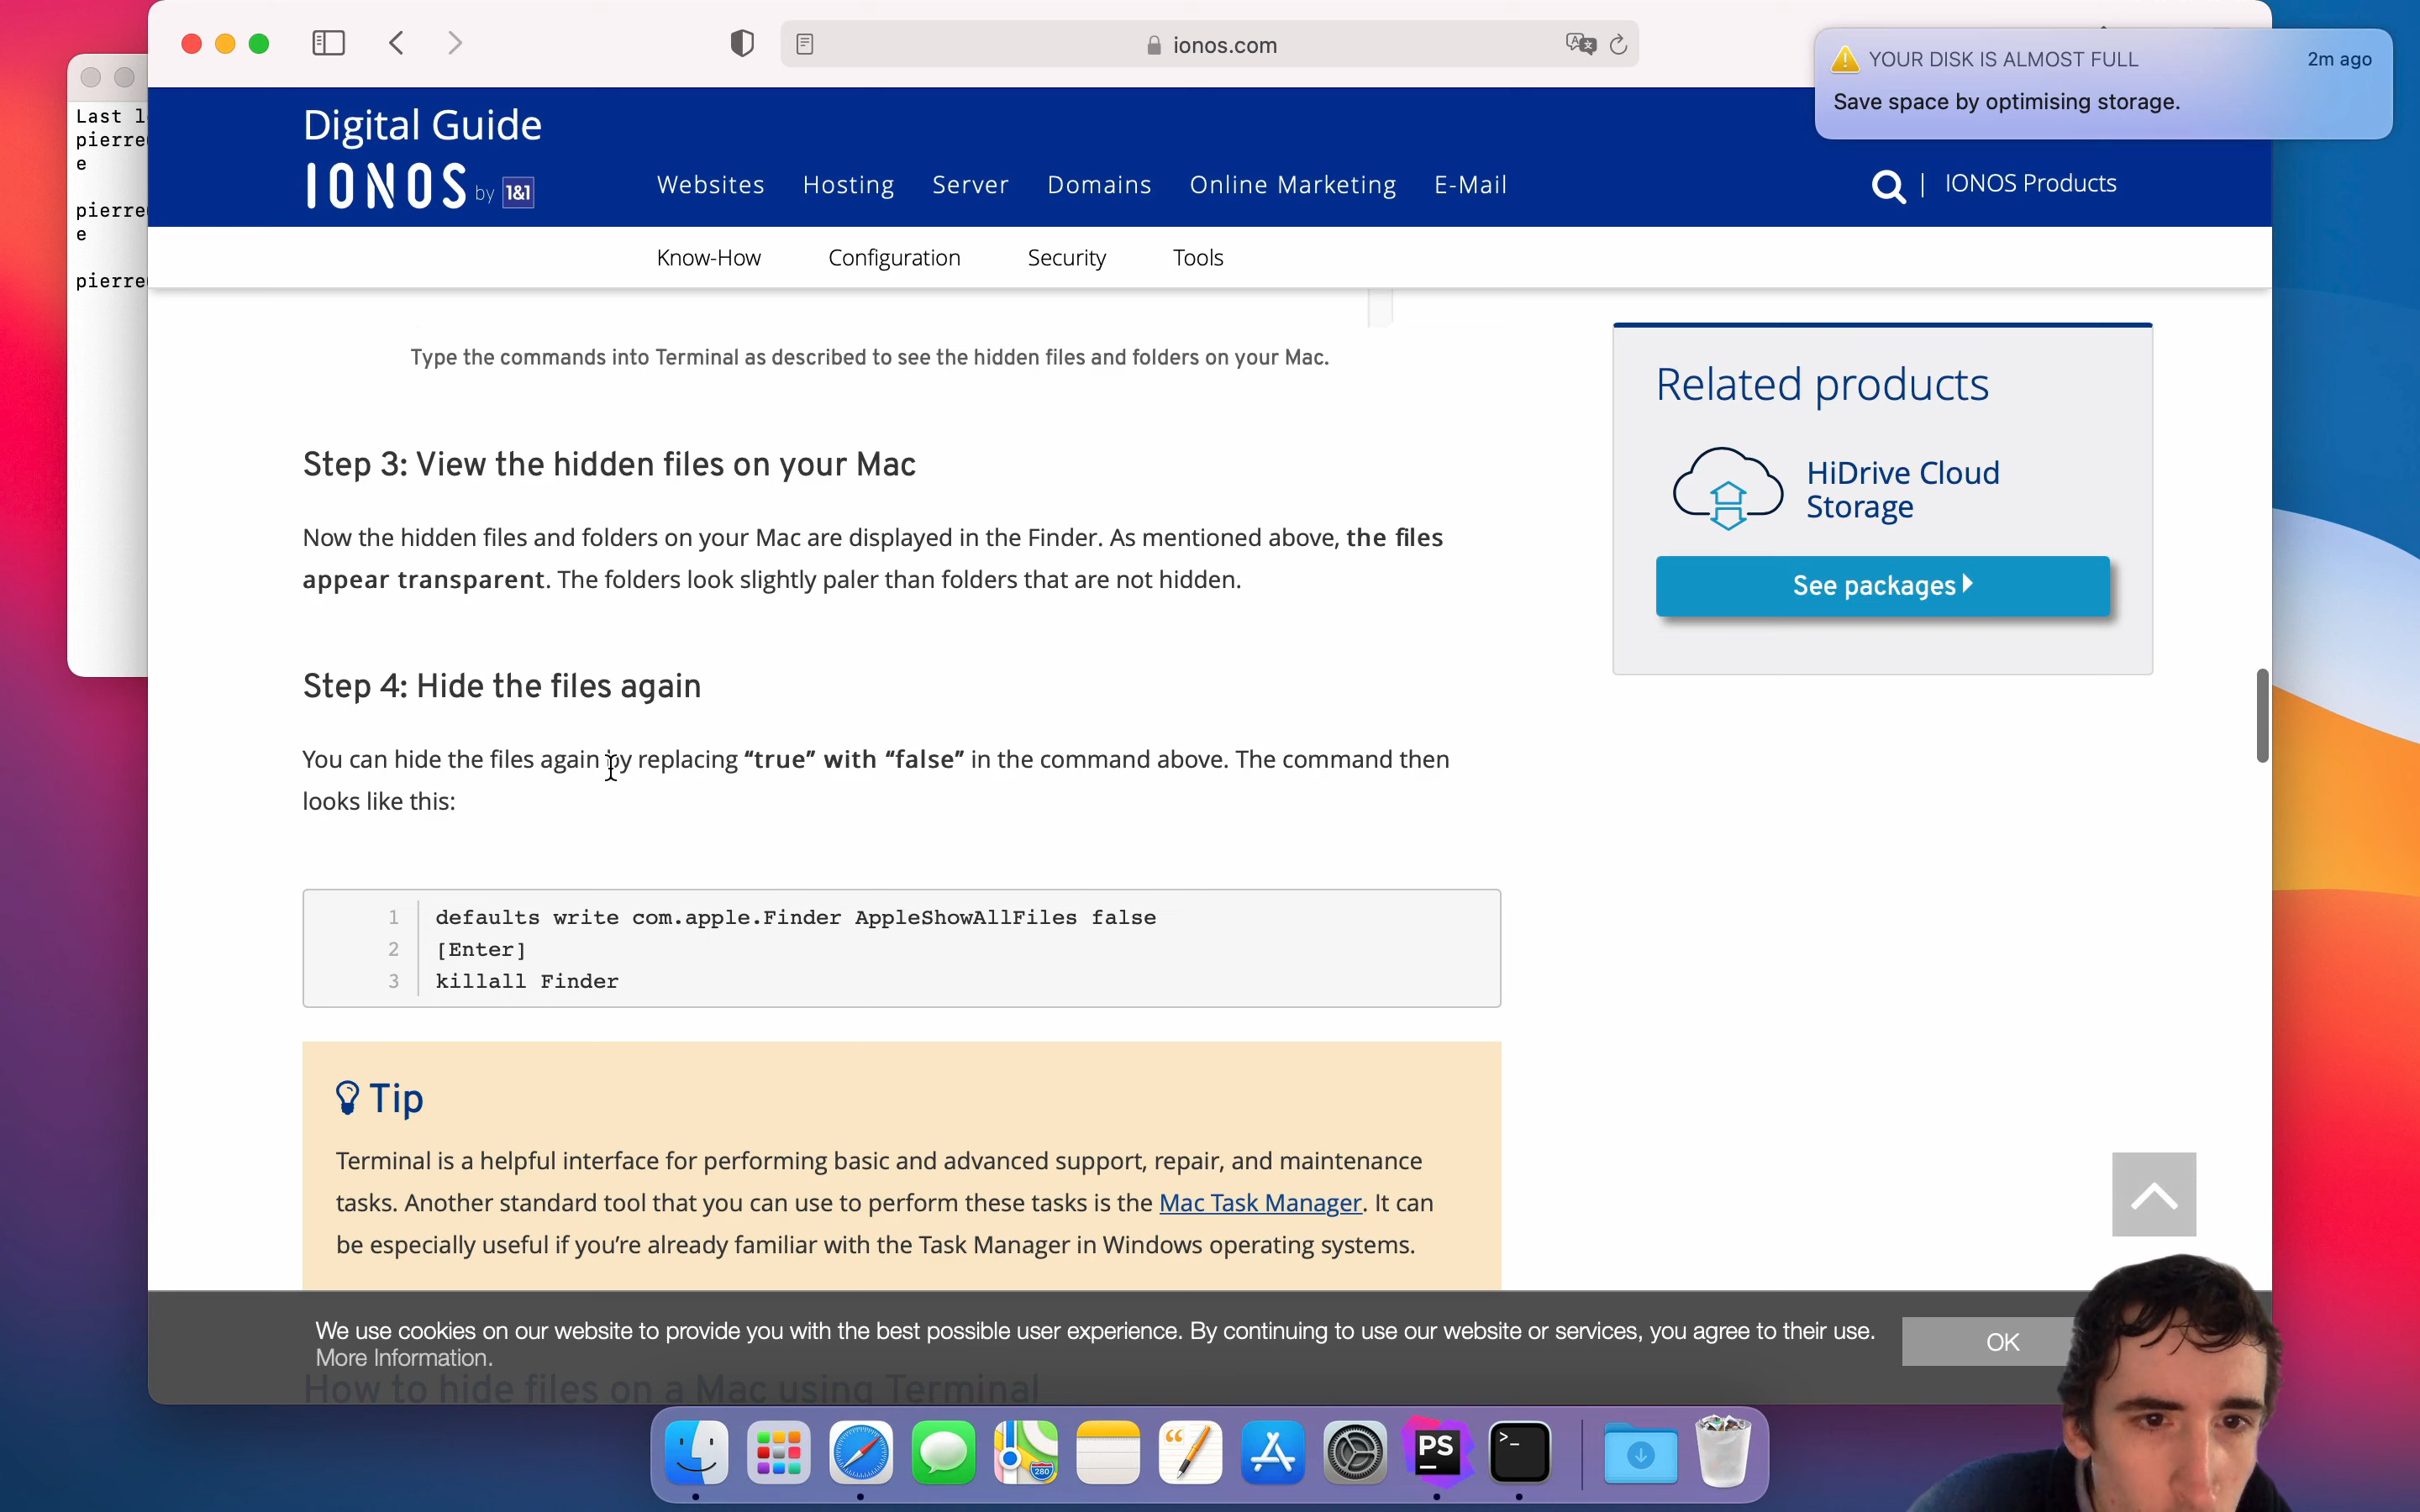 ionos.com
YOUR DISK IS ALMOST FULL
2m ago
Save space by optimising storage.
Last l
pierre
e
pierre
e
pierre
Digital Guide
IONOS by 1&1
Websites Hosting Server Domains Online Marketing E-Mail
IONOS Products
Know-How Configuration Security Tools
Type the commands into Terminal as described to see the hidden files and folders on your Mac.
Related products
HiDrive Cloud
Storage
See packages
Step 3: View the hidden files on your Mac
Now the hidden files and folders on your Mac are displayed in the Finder. As mentioned above, the files
appear transparent. The folders look slightly paler than folders that are not hidden.
Step 4: Hide the files again
You can hide the files again by replacing “true” with “false” in the command above. The command then
looks like this:
1 defaults write com.apple.Finder AppleShowAllFiles false
2 [Enter]
3 killall Finder
Tip
Terminal is a helpful interface for performing basic and advanced support, repair, and maintenance
tasks. Another standard tool that you can use to perform these tasks is the Mac Task Manager. It can
be especially useful if you’re already familiar with the Task Manager in Windows operating systems.
We use cookies on our website to provide you with the best possible user experience. By continuing to use our website or services, you agree to their use.
More Information.
OK
How to hide files on a Mac using Terminal
280
PS
>_